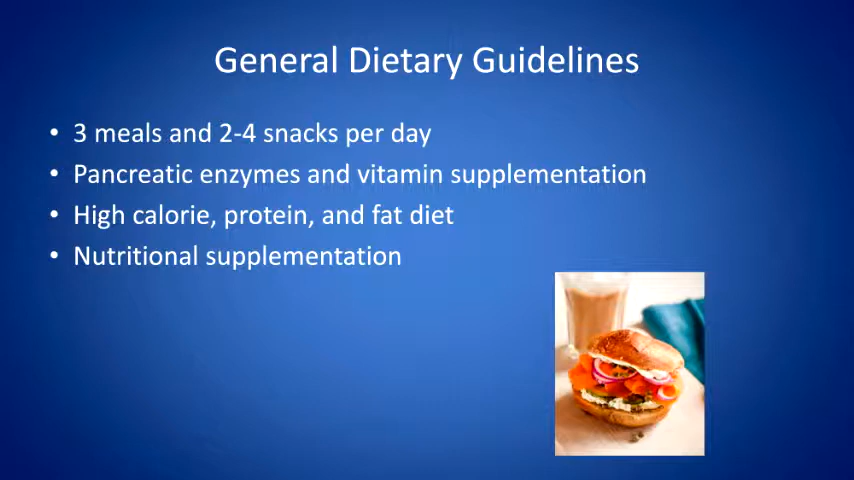 General Dietary Guidelines
• 3 meals and 2-4 snacks per day
• Pancreatic enzymes and vitamin supplementation
• High calorie, protein, and fat diet
• Nutritional supplementation